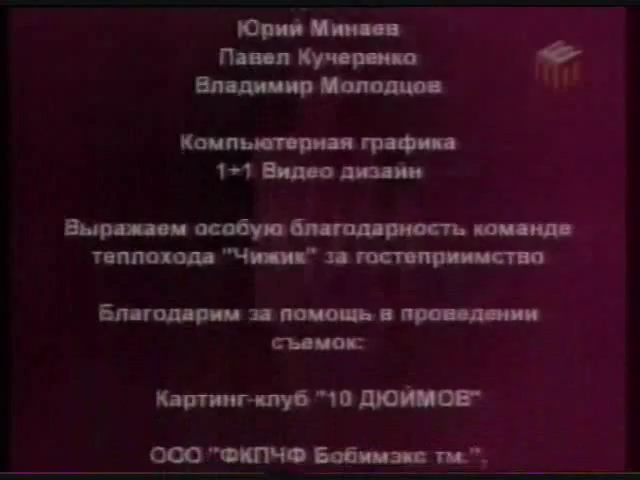 Юрий Минаев
Павел Кучеренко
Владимир Молодцов
Компьютерная графика
1+1 Видео дизайн
Выражаем особую благодарность команде
теплохода "Чижик" за гостеприимство
Благодарим за помощь в проведении
съемок:
Картинг-клуб "10 ДЮЙМОВ"
ООО "ФКПЧФ Бобимэкс тм.",